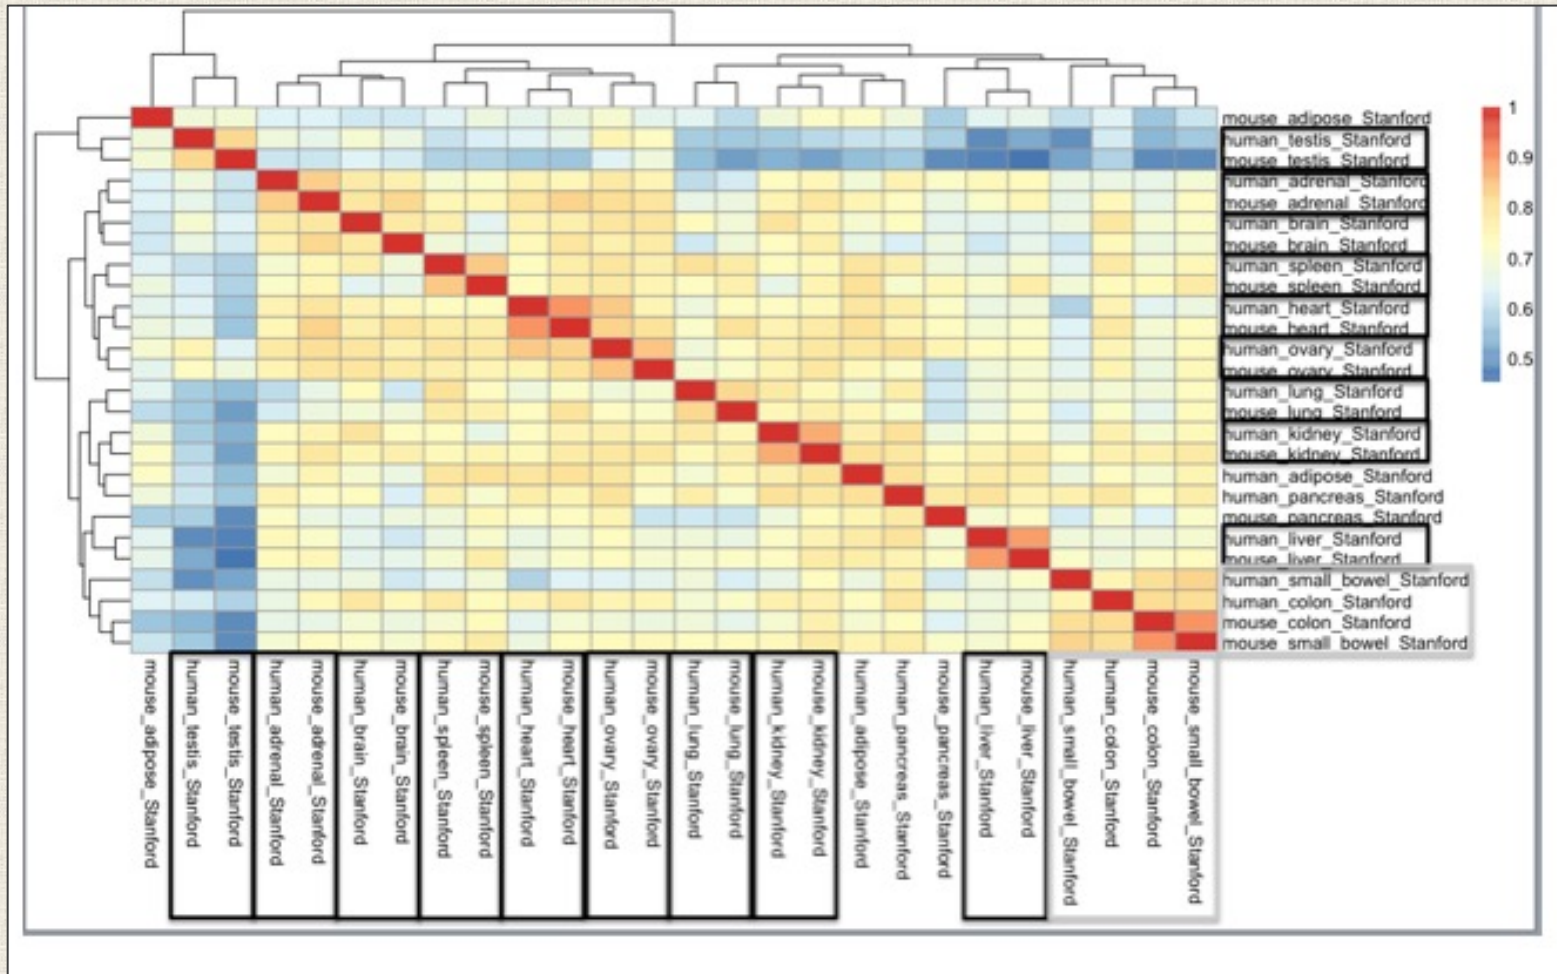 mouse_adipose_Stanford
human_testis_Stanford
mouse_testis_Stanford
human_adrenal_Stanford
mouse_adrenal_Stanford
human_brain_Stanford
mouse_brain_Stanford
human_spleen_Stanford
mouse_spleen_Stanford
human_heart_Stanford
mouse_heart_Stanford
human_ovary_Stanford
mouse_ovary_Stanford
human_lung_Stanford
mouse_lung_Stanford
human_kidney_Stanford
mouse_kidney_Stanford
human_adipose_Stanford
human_pancreas_Stanford
mouse_pancreas_Stanford
human_liver_Stanford
mouse_liver_Stanford
human_small_bowel_Stanford
human_colon_Stanford
mouse_colon_Stanford
mouse_small_bowel_Stanford
1
0.9
0.8
0.7
0.6
0.5
mouse_adipose_Stanford
human_testis_Stanford
mouse_testis_Stanford
human_adrenal_Stanford
mouse_adrenal_Stanford
human_brain_Stanford
mouse_brain_Stanford
human_spleen_Stanford
mouse_spleen_Stanford
human_heart_Stanford
mouse_heart_Stanford
human_ovary_Stanford
mouse_ovary_Stanford
human_lung_Stanford
mouse_lung_Stanford
human_kidney_Stanford
mouse_kidney_Stanford
human_adipose_Stanford
human_pancreas_Stanford
mouse_pancreas_Stanford
human_liver_Stanford
mouse_liver_Stanford
human_small_bowel_Stanford
human_colon_Stanford
mouse_colon_Stanford
mouse_small_bowel_Stanford